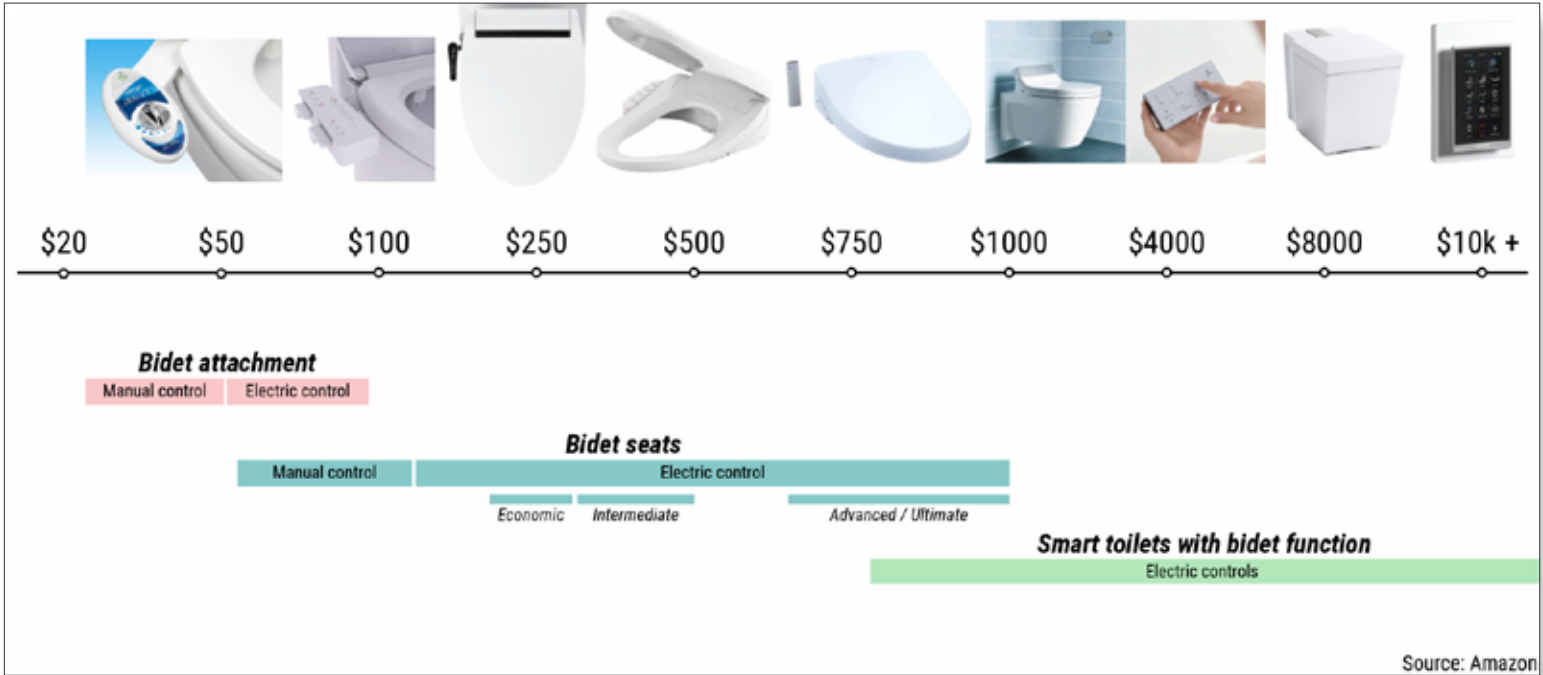 $20 $50 $100 $250 $500 $750 $1000 $4000 $8000 $10k +
Bidet attachment
Manual control Electric control
Bidet seats
Manual control Electric control
Economic Intermediate Advanced / Ultimate
Smart toilets with bidet function
Electric controls
Source: Amazon